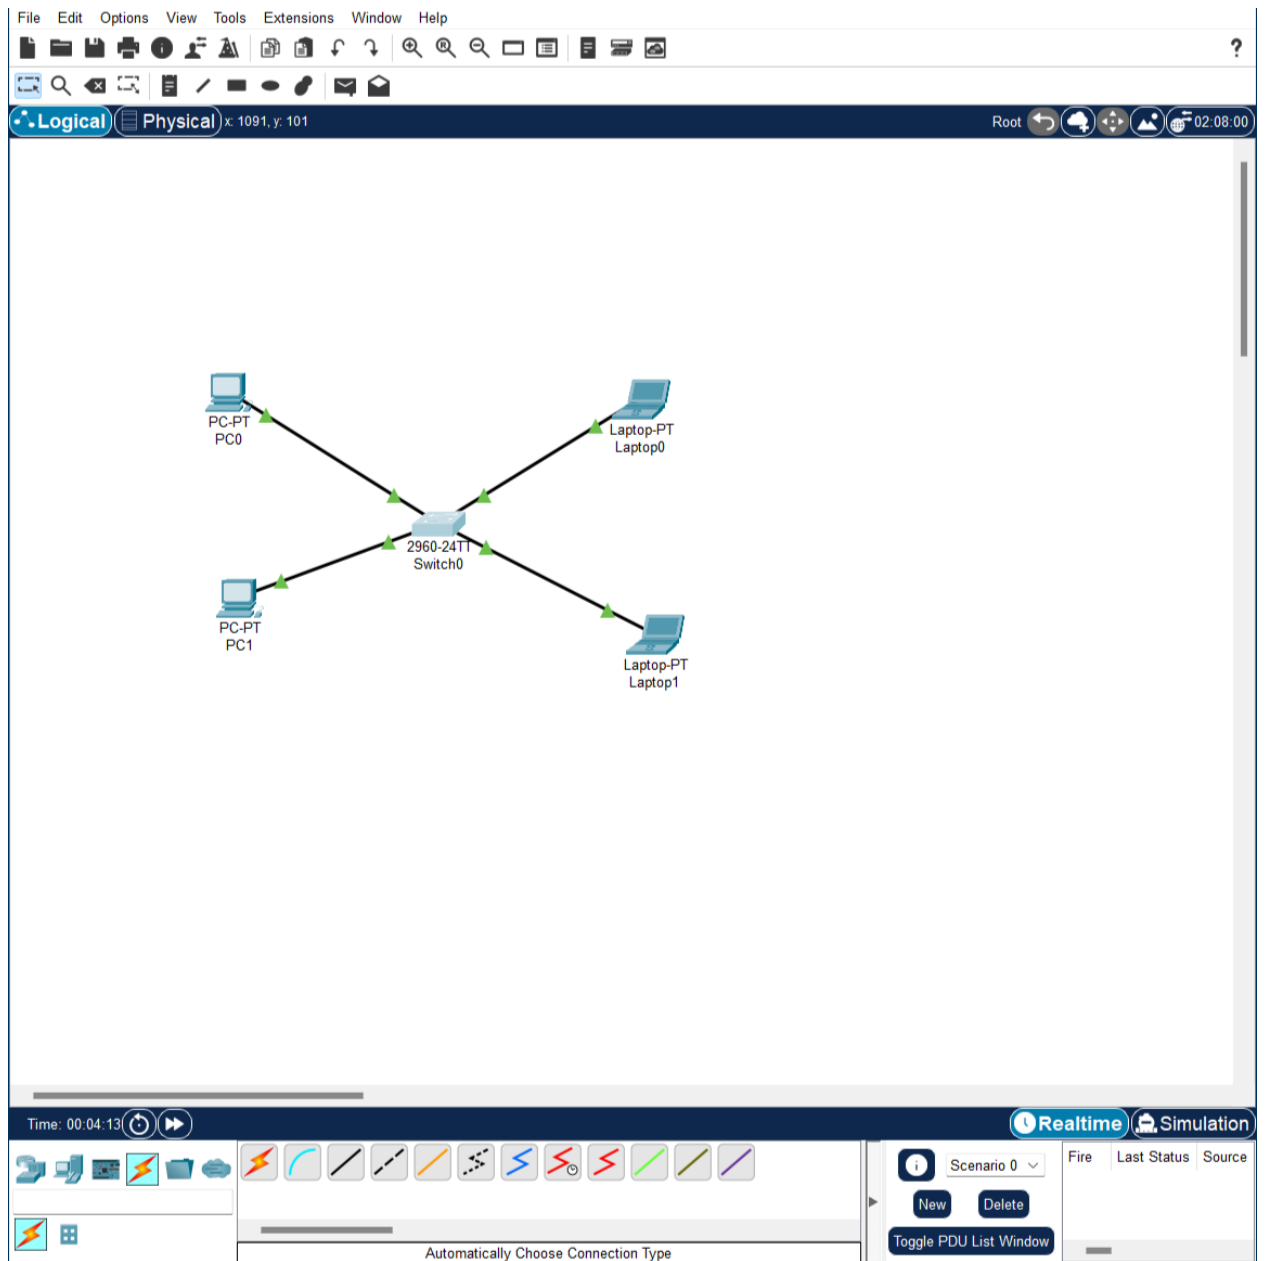 File Edit Options View Tools Extensions Window Help
?
Logical Physical x: 1091, y: 101 Root 02:08:00
PC-PT
PC0
Laptop-PT
Laptop0
2960-24TT
Switch0
PC-PT
PC1
Laptop-PT
Laptop1
Time: 00:04:13 Realtime Simulation
Scenario 0 Fire Last Status Source
New Delete
Toggle PDU List Window
Automatically Choose Connection Type